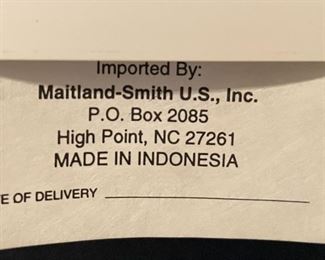 Imported By:
Maitland-Smith U.S., Inc.
P.O. Box 2085
High Point, NC 27261
MADE IN INDONESIA
E OF DELIVERY